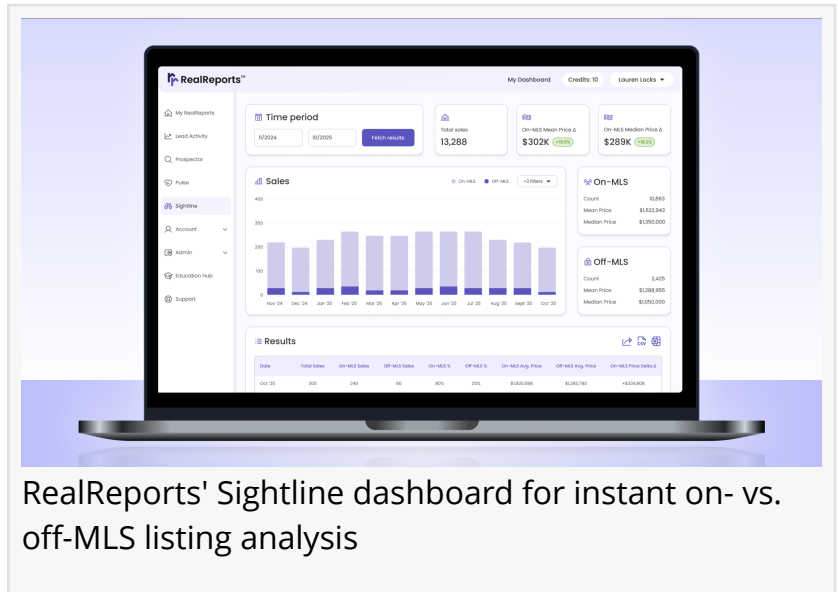 RealReports™
My Dashboard
Credits: 10
Lauren Locks
My RealReports
Lead Activity
Prospector
Pulse
Sightline
Account
Admin
Education Hub
Support
Time period
11/2024
10/2025
Fetch results
Total sales
13,288
On-MLS Mean Price Δ
$302K
On-MLS Median Price Δ
$289K
Sales
On-MLS
Off-MLS
+3 Filters
400
300
200
100
0
Nov '24 Dec '24 Jan '25 Feb '25 Mar '25 Apr '25 May '25 Jun '25 Jul '25 Aug '25 Sept '25 Oct '25
On-MLS
Count 10,863
Mean Price
Median Price $1,350,000
Off-MLS
Count 2,425
Mean Price $1,288,955
Median Price $1,050,000
Results
CSV
Date Total Sales On-MLS Sales Off-MLS Sales On-MLS % Off-MLS % On-MLS Avg. Price Off-MLS Avg. Price On-MLS Price Delta Δ
Oct '25 300 240 60 80% 20%
RealReports' Sightline dashboard for instant on- vs.
off-MLS listing analysis